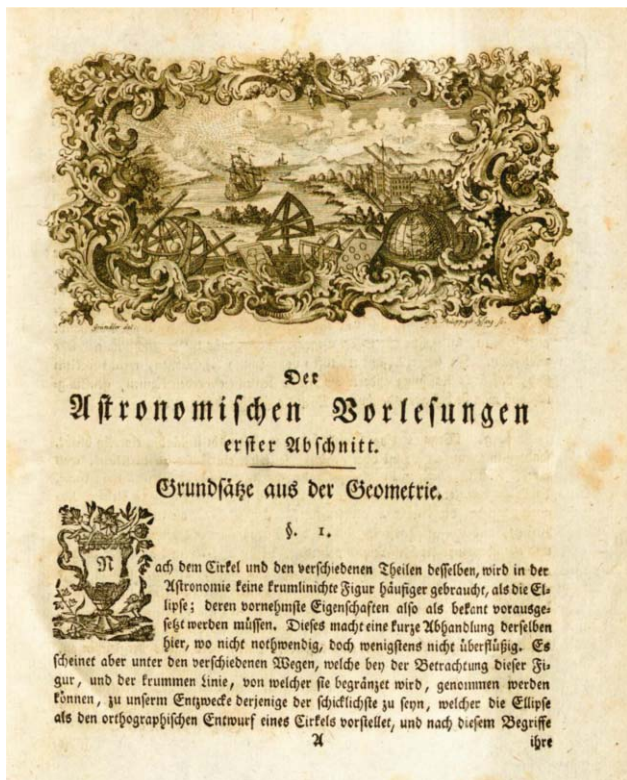 Gründler del.
Der
Astronomischen Vorlesungen
erster Abschnitt.
Grundsätze aus der Geometrie.
§. 1.
Nach dem Cirkel und den verschiedenen Theilen desselben, wird in der
Astronomie keine krumlinichte Figur häufiger gebraucht, als die El-
lipse; deren vornehmste Eigenschaften also als bekant vorausge-
setzt werden müssen. Dieses macht eine kurze Abhandlung derselben
hier, wo nicht nothwendig, doch wenigstens nicht überflüßig. Es
scheinet aber unter den verschiedenen Wegen, welche bey der Betrachtung dieser Fi-
gur, und der krummen Linie, von welcher sie begränzet wird, genommen werden
können, zu unserm Entzwecke derjenige der schicklichste zu seyn, welcher die Ellipse
als den orthographischen Entwurf eines Cirkels vorstellet, und nach diesem Begriffe
A
ihre